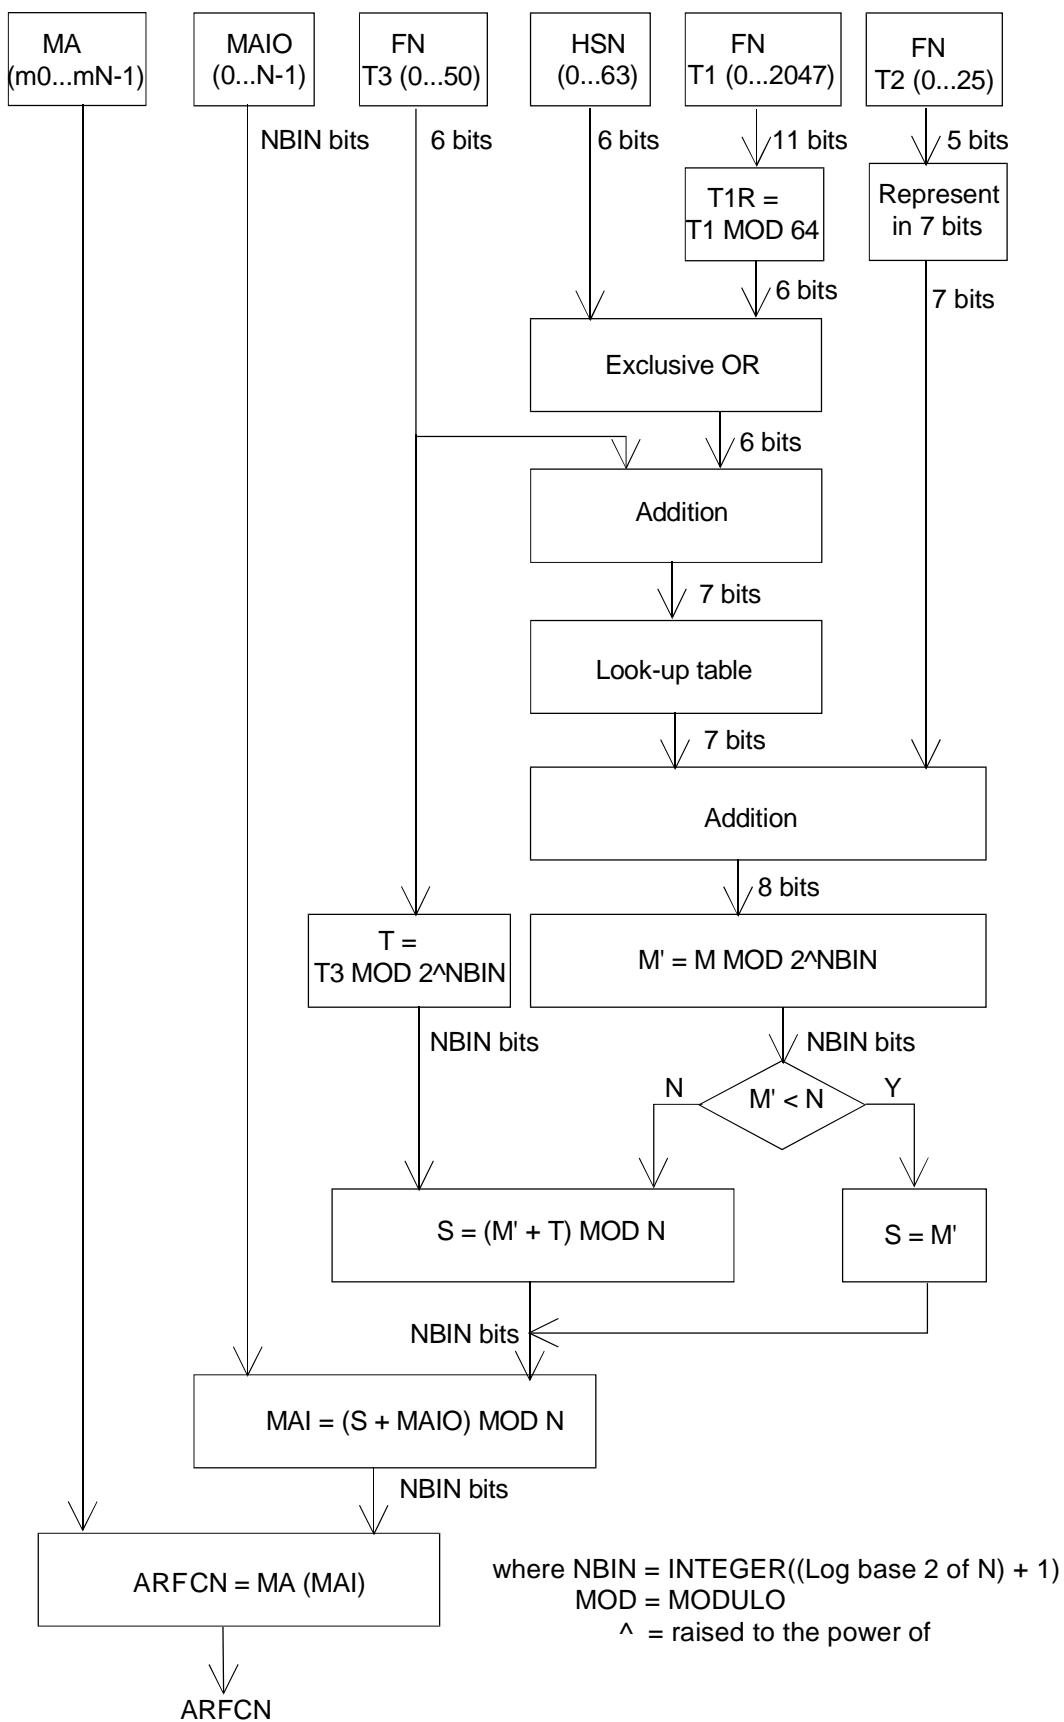 MA
(m0...mN-1)
MAIO
(0...N-1)
FN
T3 (0...50)
HSN
(0...63)
FN
T1 (0...2047)
FN
T2 (0...25)
NBIN bits
6 bits
6 bits
11 bits
5 bits
T1R =
T1 MOD 64
Represent
in 7 bits
6 bits
7 bits
Exclusive OR
6 bits
Addition
7 bits
Look-up table
7 bits
Addition
8 bits
T =
T3 MOD 2^NBIN
M' = M MOD 2^NBIN
NBIN bits
NBIN bits
N
M' < N
Y
S = (M' + T) MOD N
S = M'
NBIN bits
MAI = (S + MAIO) MOD N
NBIN bits
ARFCN = MA (MAI)
where NBIN = INTEGER((Log base 2 of N) + 1)
MOD = MODULO
^ = raised to the power of
ARFCN